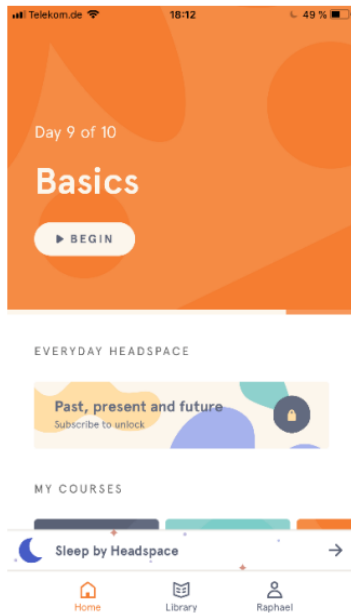 Telekom.de 18:12 49 %
Day 9 of 10
Basics
BEGIN
EVERYDAY HEADSPACE
Past, present and future
Subscribe to unlock
MY COURSES
Sleep by Headspace
Home Library Raphael